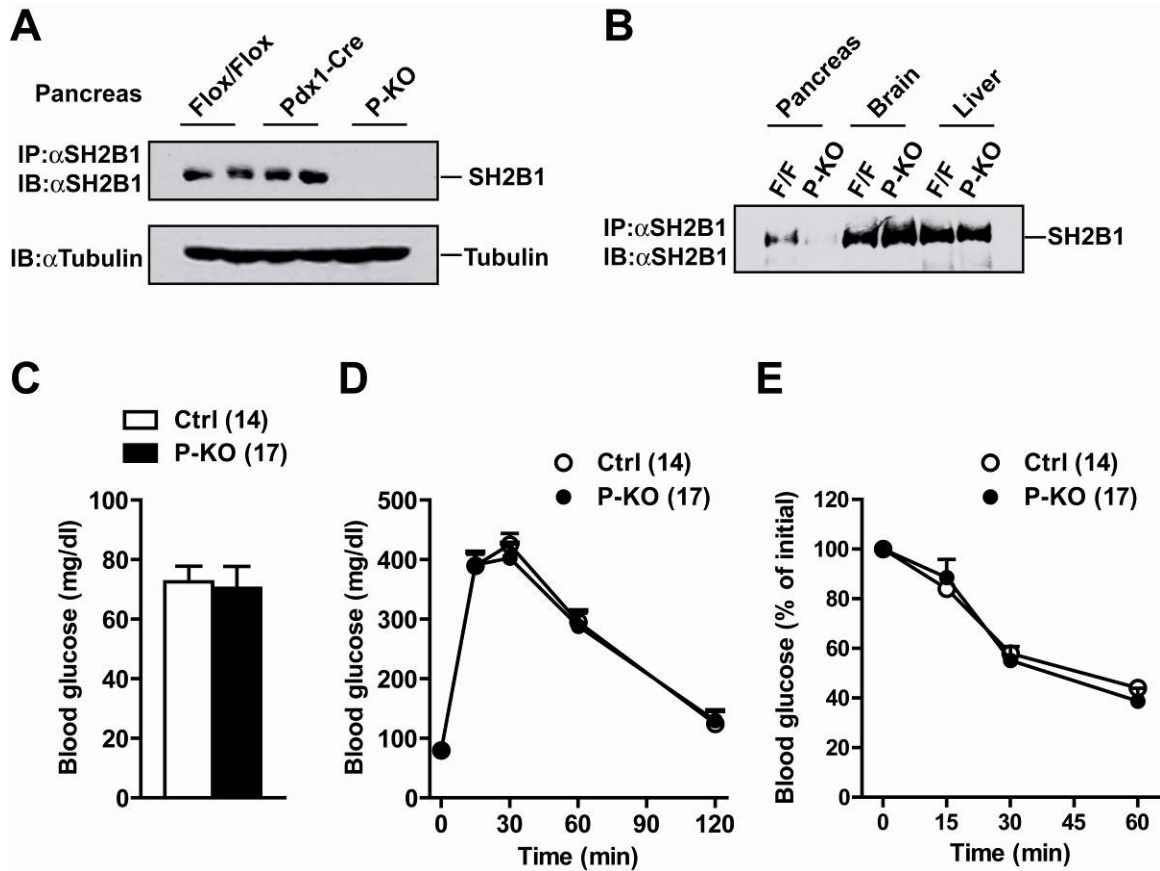 A
Pancreas
Flox/Flox
Pdx1-Cre
P-KO
IP:αSH2B1
IB:αSH2B1
SH2B1
IB:αTubulin
Tubulin
B
Pancreas
Brain
Liver
F/F
P-KO
F/F
P-KO
F/F
P-KO
IP:αSH2B1
IB:αSH2B1
SH2B1
C
Ctrl (14)
P-KO (17)
Blood glucose (mg/dl)
100
80
60
40
20
0
D
Ctrl (14)
P-KO (17)
Blood glucose (mg/dl)
500
400
300
200
100
0
0 30 60 90 120
Time (min)
E
Ctrl (14)
P-KO (17)
Blood glucose (% of initial)
120
100
80
60
40
20
0
0 15 30 45 60
Time (min)